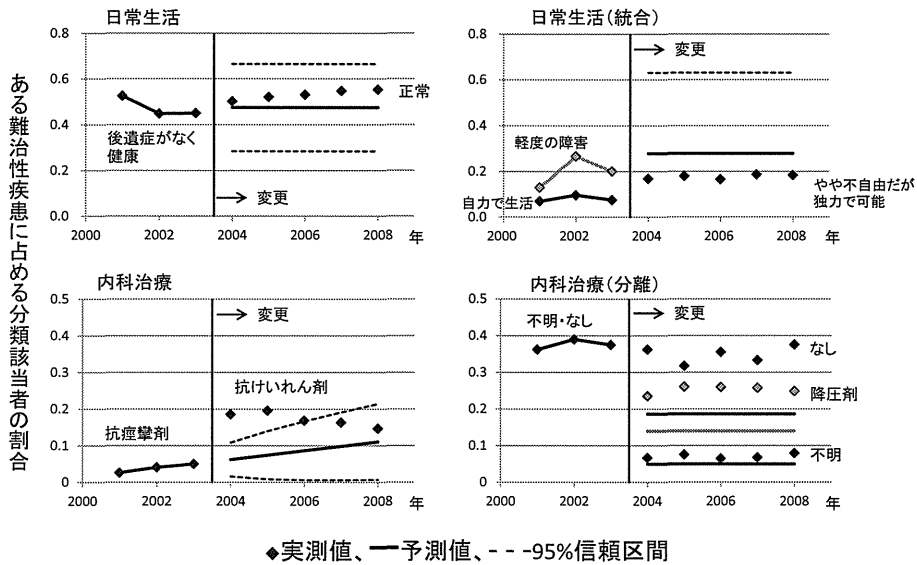 ある難治性疾患に占める分類該当者の割合
日常生活
0.8
0.6
0.4
0.2
0.0
後遺症がなく
健康
正常
変更
2000
2002
2004
2006
2008
年
日常生活(統合)
0.8
0.6
0.4
0.2
0.0
変更
軽度の障害
自力で生活
やや不自由だが
独力で可能
2000
2002
2004
2006
2008
年
内科治療
0.5
0.4
0.3
0.2
0.1
0
変更
抗けいれん剤
抗痙攣剤
2000
2002
2004
2006
2008
年
内科治療(分離)
0.5
0.4
0.3
0.2
0.1
0
変更
不明・なし
なし
降圧剤
不明
2000
2002
2004
2006
2008
年
◆実測値、━予測値、---95%信頼区間